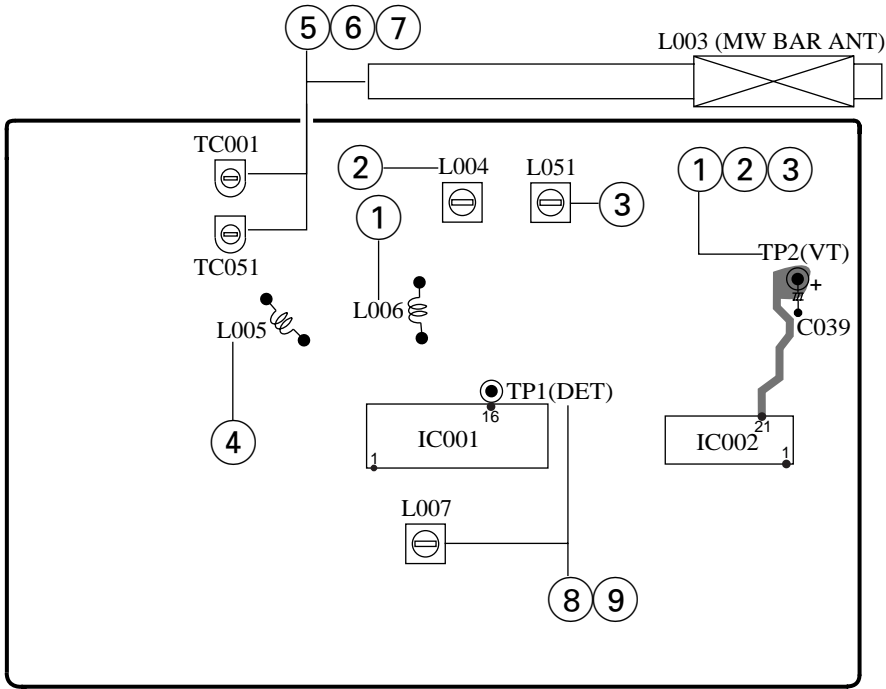 5 6 7
L003 (MW BAR ANT)
TC001
2
L004
L051
1 2 3
1
3
TC051
TP2(VT)
+
L005
L006
C039
TP1(DET)
16
4
IC001
1
21
IC002
1
L007
8 9